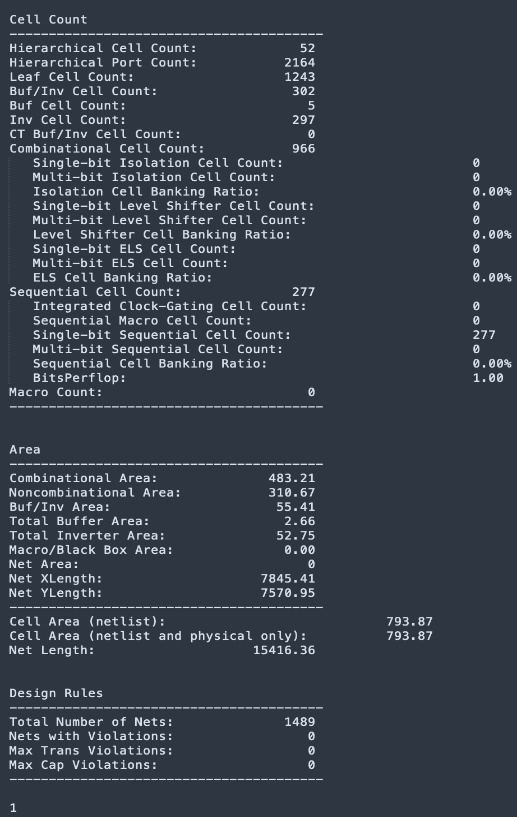 Cell Count
----------------------------------------
Hierarchical Cell Count: 52
Hierarchical Port Count: 2164
Leaf Cell Count: 1243
Buf/Inv Cell Count: 302
Buf Cell Count: 5
Inv Cell Count: 297
CT Buf/Inv Cell Count: 0
Combinational Cell Count: 966
Single-bit Isolation Cell Count: 0
Multi-bit Isolation Cell Count: 0
Isolation Cell Banking Ratio: 0.00%
Single-bit Level Shifter Cell Count: 0
Multi-bit Level Shifter Cell Count: 0
Level Shifter Cell Banking Ratio: 0.00%
Single-bit ELS Cell Count: 0
Multi-bit ELS Cell Count: 0
ELS Cell Banking Ratio: 0.00%
Sequential Cell Count: 277
Integrated Clock-Gating Cell Count: 0
Sequential Macro Cell Count: 0
Single-bit Sequential Cell Count: 277
Multi-bit Sequential Cell Count: 0
Sequential Cell Banking Ratio: 0.00%
BitsPerflop: 1.00
Macro Count: 0
----------------------------------------
Area
----------------------------------------
Combinational Area: 483.21
Noncombinational Area: 310.67
Buf/Inv Area: 55.41
Total Buffer Area: 2.66
Total Inverter Area: 52.75
Macro/Black Box Area: 0.00
Net Area: 0
Net XLength: 7845.41
Net YLength: 7570.95
----------------------------------------
Cell Area (netlist): 793.87
Cell Area (netlist and physical only): 793.87
Net Length: 15416.36
Design Rules
----------------------------------------
Total Number of Nets: 1489
Nets with Violations: 0
Max Trans Violations: 0
Max Cap Violations: 0
----------------------------------------
1